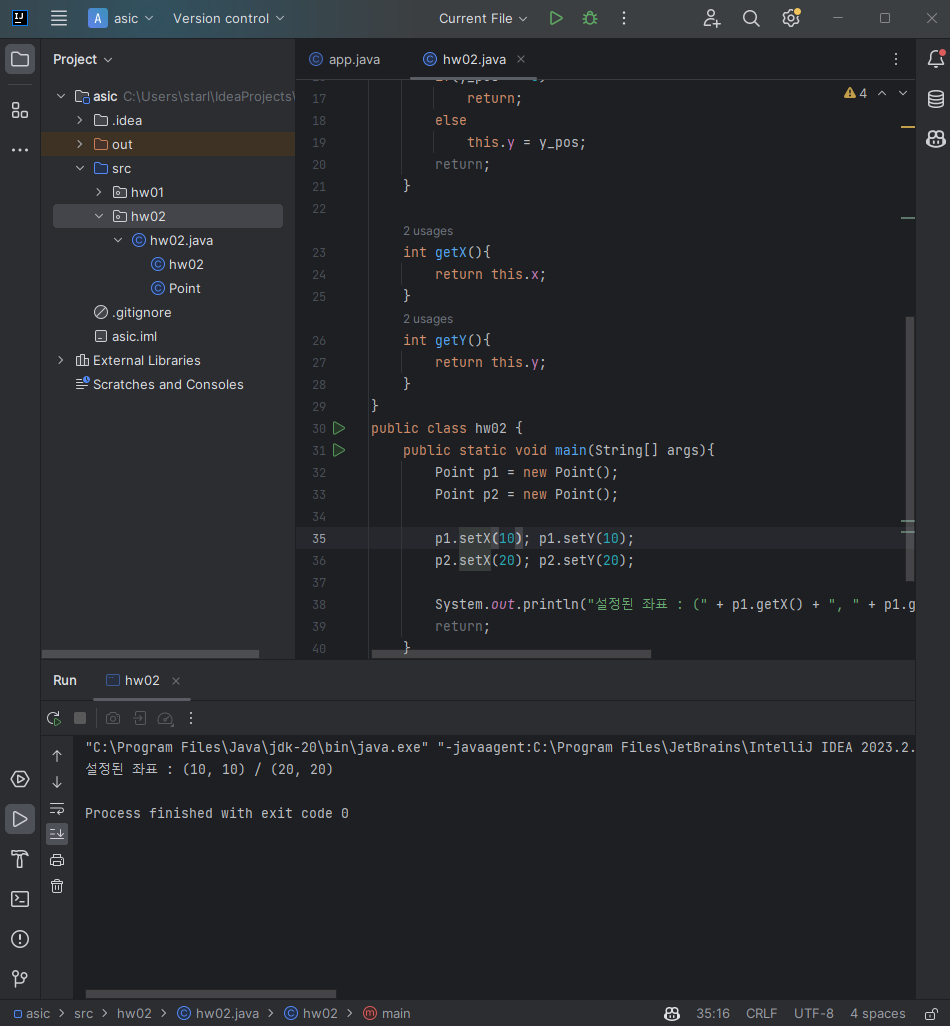 A asic Version control Current File
Project
asic C:\Users\starl\IdeaProjects\
.idea
out
src
hw01
hw02
hw02.java
hw02
Point
.gitignore
asic.iml
External Libraries
Scratches and Consoles
app.java hw02.java
4
17 return;
18 else
19 this.y = y_pos;
20 return;
21 }
22
2 usages
23 int getX(){
24 return this.x;
25 }
2 usages
26 int getY(){
27 return this.y;
28 }
29 }
30 public class hw02 {
31 public static void main(String[] args){
32 Point p1 = new Point();
33 Point p2 = new Point();
34
35 p1.setX(10); p1.setY(10);
36 p2.setX(20); p2.setY(20);
37
38 System.out.println("설정된 좌표 : (" + p1.getX() + ", " + p1.g
39 return;
40 }
Run hw02
"C:\Program Files\Java\jdk-20\bin\java.exe" "-javaagent:C:\Program Files\JetBrains\IntelliJ IDEA 2023.2.
설정된 좌표 : (10, 10) / (20, 20)
Process finished with exit code 0
asic > src > hw02 > hw02.java > hw02 > main 35:16 CRLF UTF-8 4 spaces